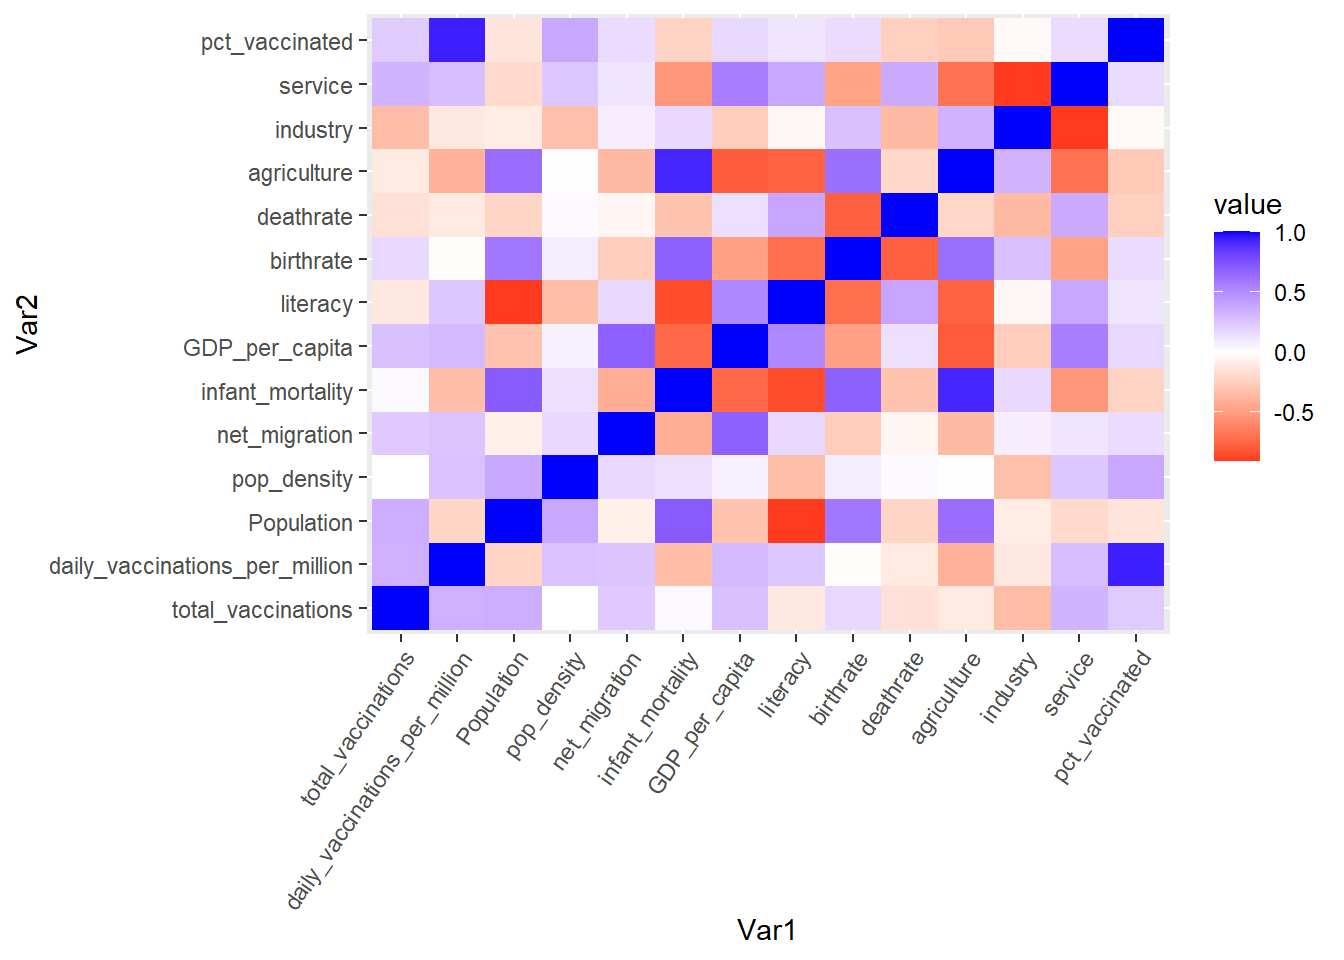 pct_vaccinated
service
industry
agriculture
deathrate
birthrate
literacy
GDP_per_capita
infant_mortality
net_migration
pop_density
Population
daily_vaccinations_per_million
total_vaccinations
Var2
total_vaccinations
daily_vaccinations_per_million
Population
pop_density
net_migration
infant_mortality
GDP_per_capita
literacy
birthrate
deathrate
agriculture
industry
service
pct_vaccinated
Var1
value
1.0
0.5
0.0
-0.5